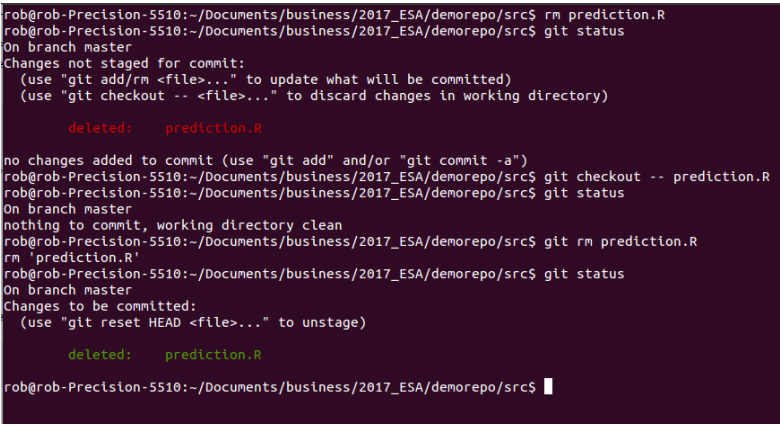 rob@rob-Precision-5510:~/Documents/business/2017_ESA/demorepo/src$ rm prediction.R
rob@rob-Precision-5510:~/Documents/business/2017_ESA/demorepo/src$ git status
On branch master
Changes not staged for commit:
  (use "git add/rm <file>..." to update what will be committed)
  (use "git checkout -- <file>..." to discard changes in working directory)

        deleted:    prediction.R

no changes added to commit (use "git add" and/or "git commit -a")
rob@rob-Precision-5510:~/Documents/business/2017_ESA/demorepo/src$ git checkout -- prediction.R
rob@rob-Precision-5510:~/Documents/business/2017_ESA/demorepo/src$ git status
On branch master
nothing to commit, working directory clean
rob@rob-Precision-5510:~/Documents/business/2017_ESA/demorepo/src$ git rm prediction.R
rm 'prediction.R'
rob@rob-Precision-5510:~/Documents/business/2017_ESA/demorepo/src$ git status
On branch master
Changes to be committed:
  (use "git reset HEAD <file>..." to unstage)

        deleted:    prediction.R

rob@rob-Precision-5510:~/Documents/business/2017_ESA/demorepo/src$